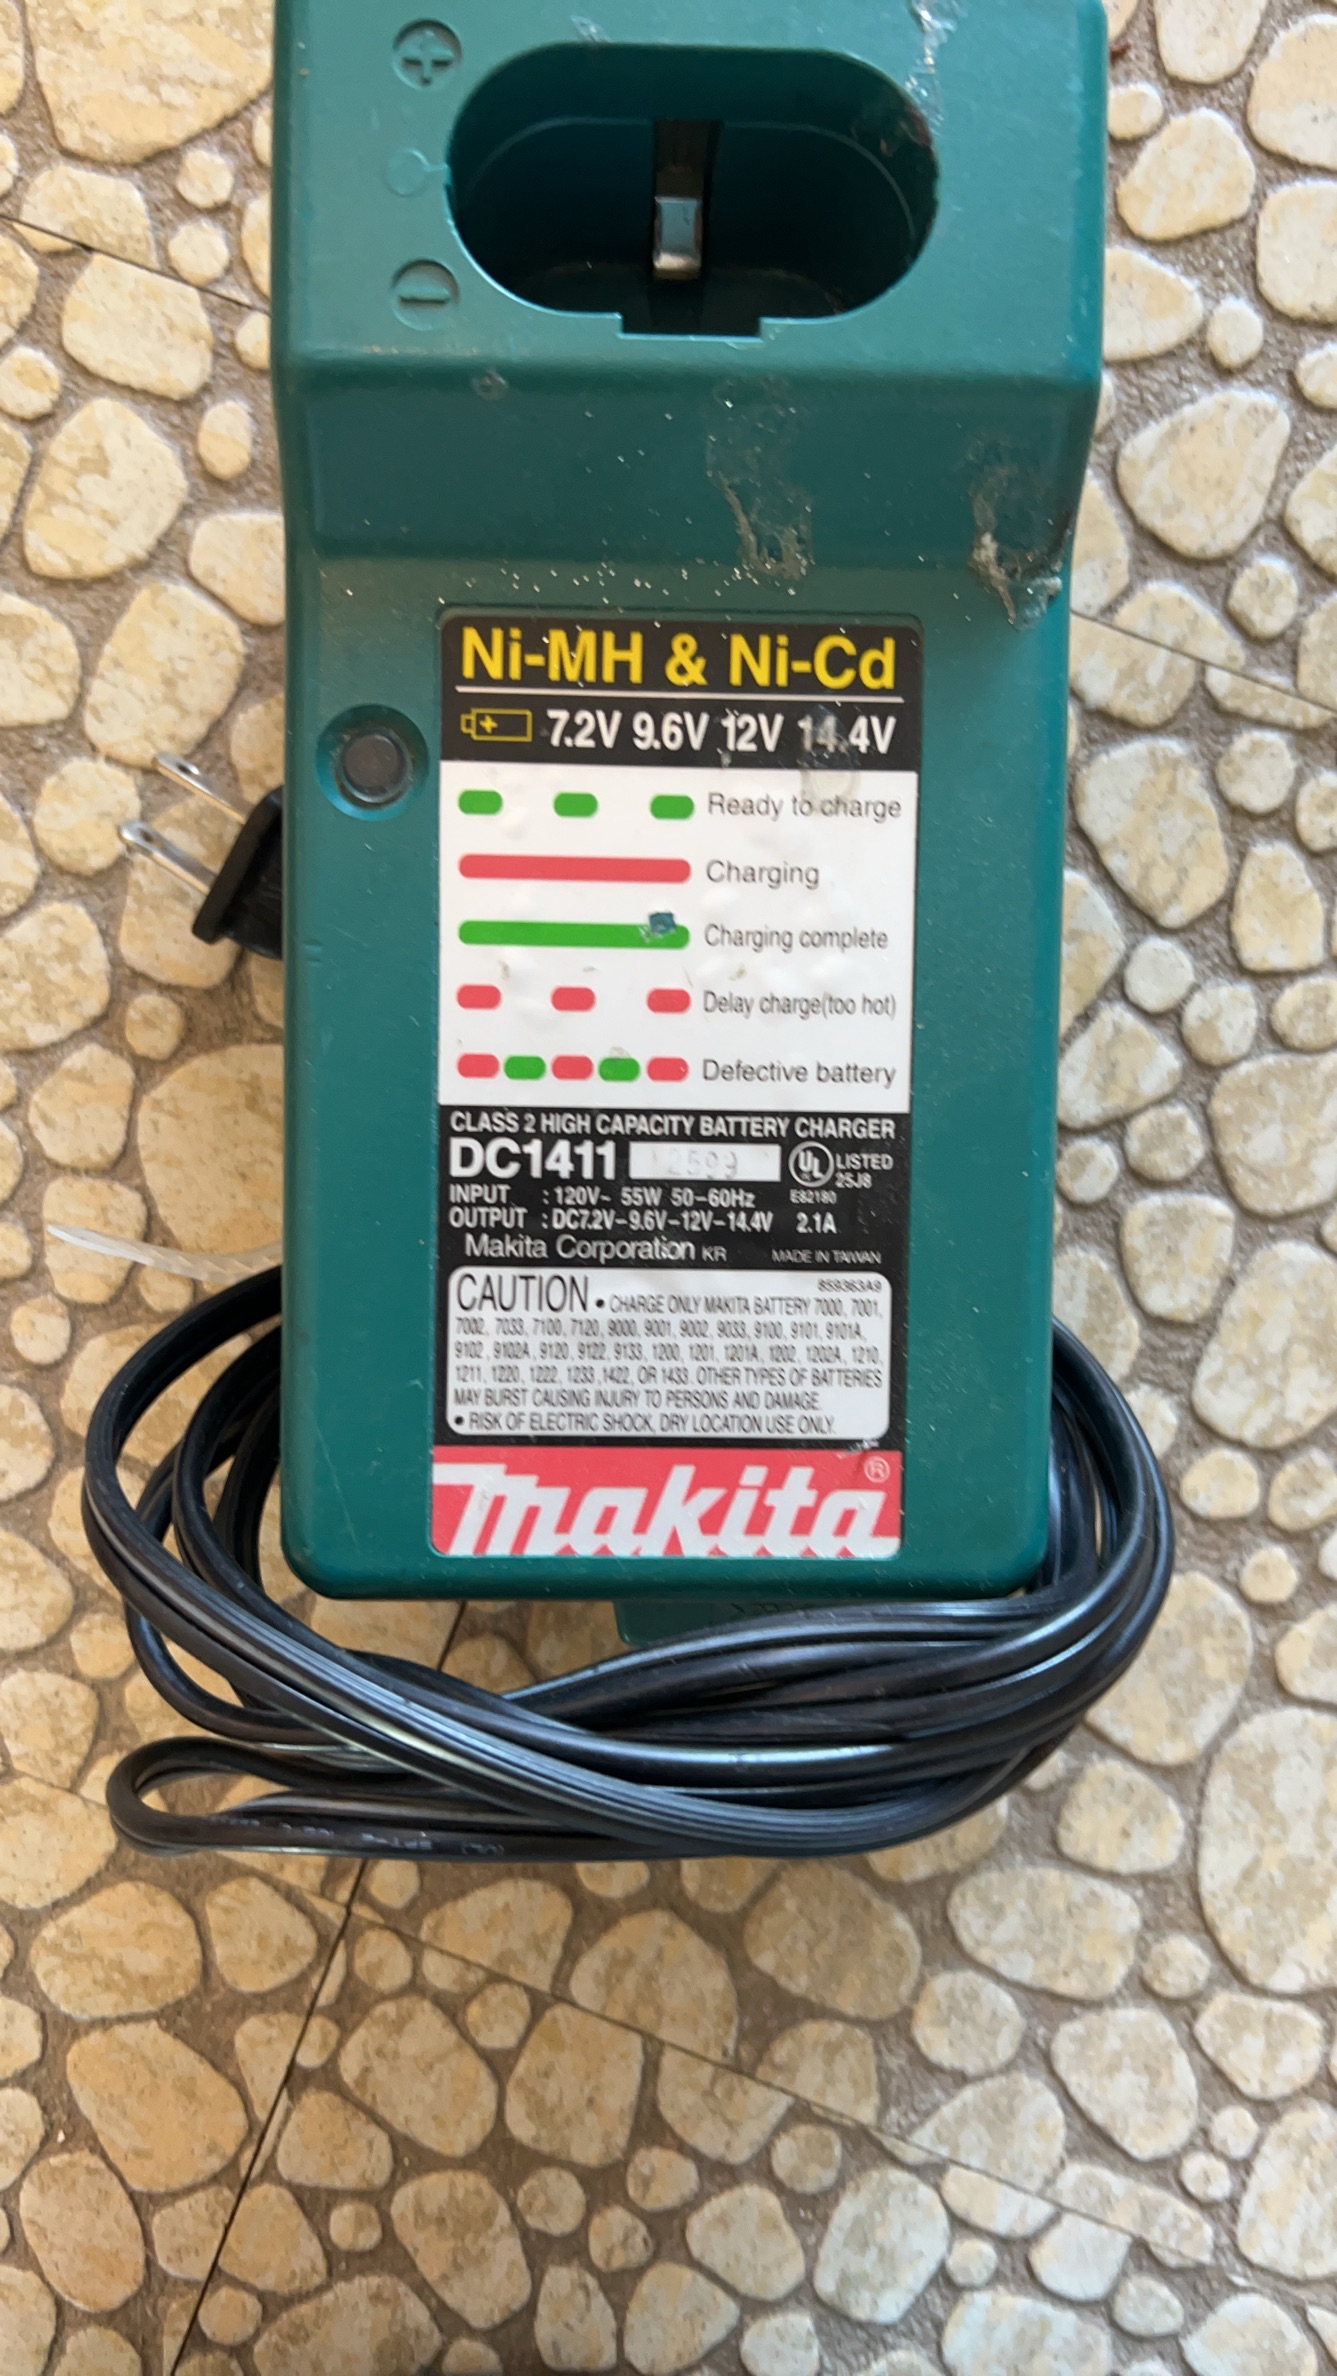 Ni-MH & Ni-Cd
7.2V 9.6V 12V 14.4V
Ready to charge
Charging
Charging complete
Delay charge(too hot)
Defective battery
CLASS 2 HIGH CAPACITY BATTERY CHARGER
DC1411 UL LISTED
25J8
E82180
INPUT : 120V~ 55W 50-60Hz
OUTPUT : DC7.2V-9.6V-12V-14.4V 2.1A
Makita Corporation KR MADE IN TAIWAN
859363A9
CAUTION • CHARGE ONLY MAKITA BATTERY 7000, 7001,
7002, 7033, 7100, 7120, 9000, 9001, 9002, 9033, 9100, 9101, 9101A,
9102, 9102A, 9120, 9122, 9133, 1200, 1201, 1201A, 1202, 1202A, 1210,
1211, 1220, 1222, 1233 ,1422, OR 1433. OTHER TYPES OF BATTERIES
MAY BURST CAUSING INJURY TO PERSONS AND DAMAGE.
• RISK OF ELECTRIC SHOCK, DRY LOCATION USE ONLY.
makita®